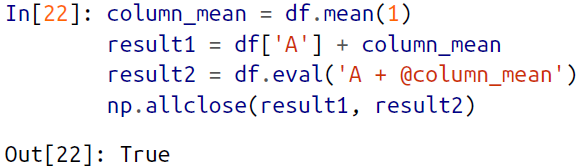 In[22]: column_mean = df.mean(1)
result1 = df['A'] + column_mean
result2 = df.eval('A + @column_mean')
np.allclose(result1, result2)
Out[22]: True